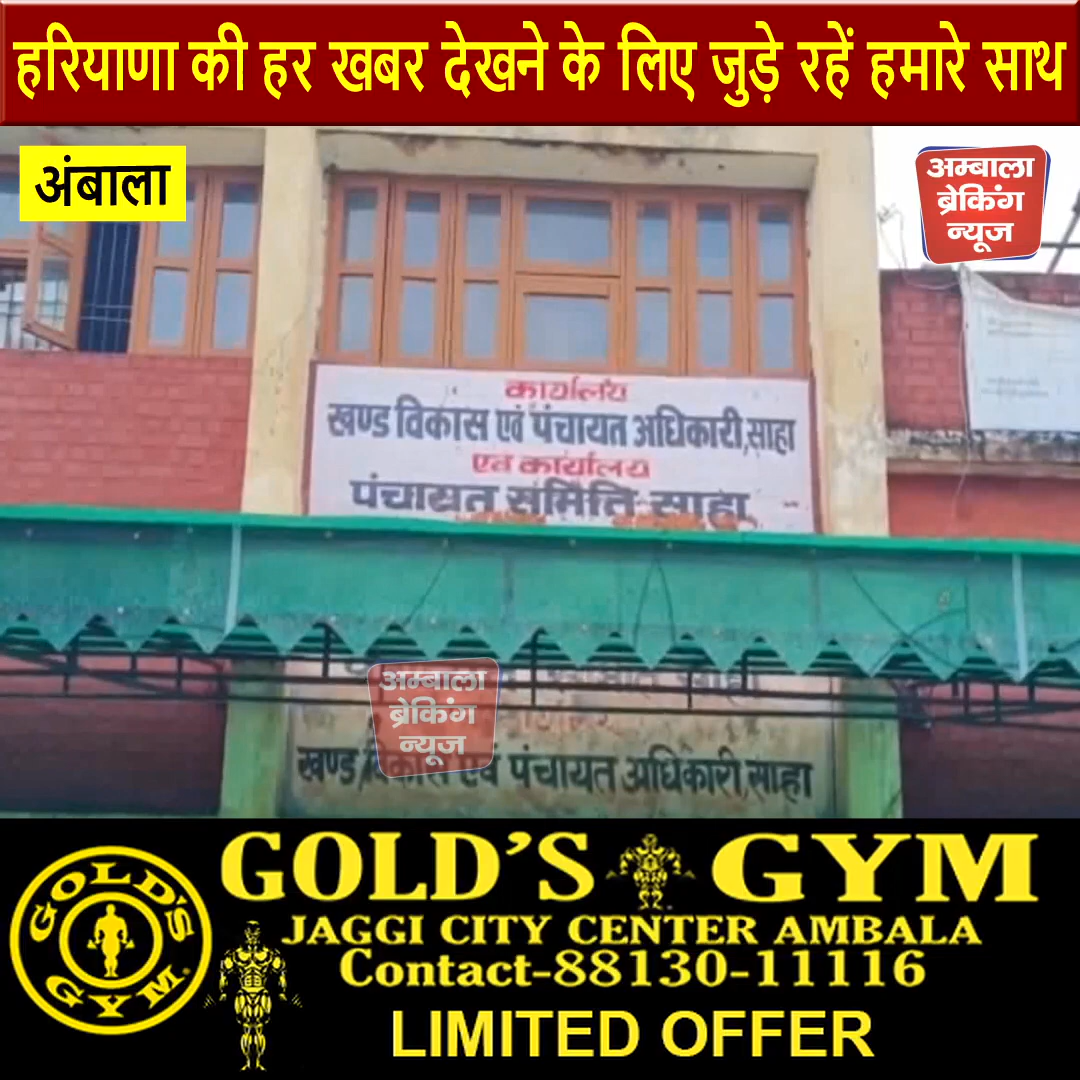 हरियाणा की हर खबर देखने के लिए जुड़े रहें हमारे साथ
अंबाला
अम्बाला
ब्रेकिंग
न्यूज
कार्यालय
खण्ड विकास एवं पंचायत अधिकारी, साहा
एवं कार्यालय
पंचायत समिति साहा
अम्बाला
ब्रेकिंग
न्यूज
खण्ड विकास एवं पंचायत अधिकारी, साहा
GOLD'S GYM
GOLD'S GYM
JAGGI CITY CENTER AMBALA
Contact-88130-11116
LIMITED OFFER